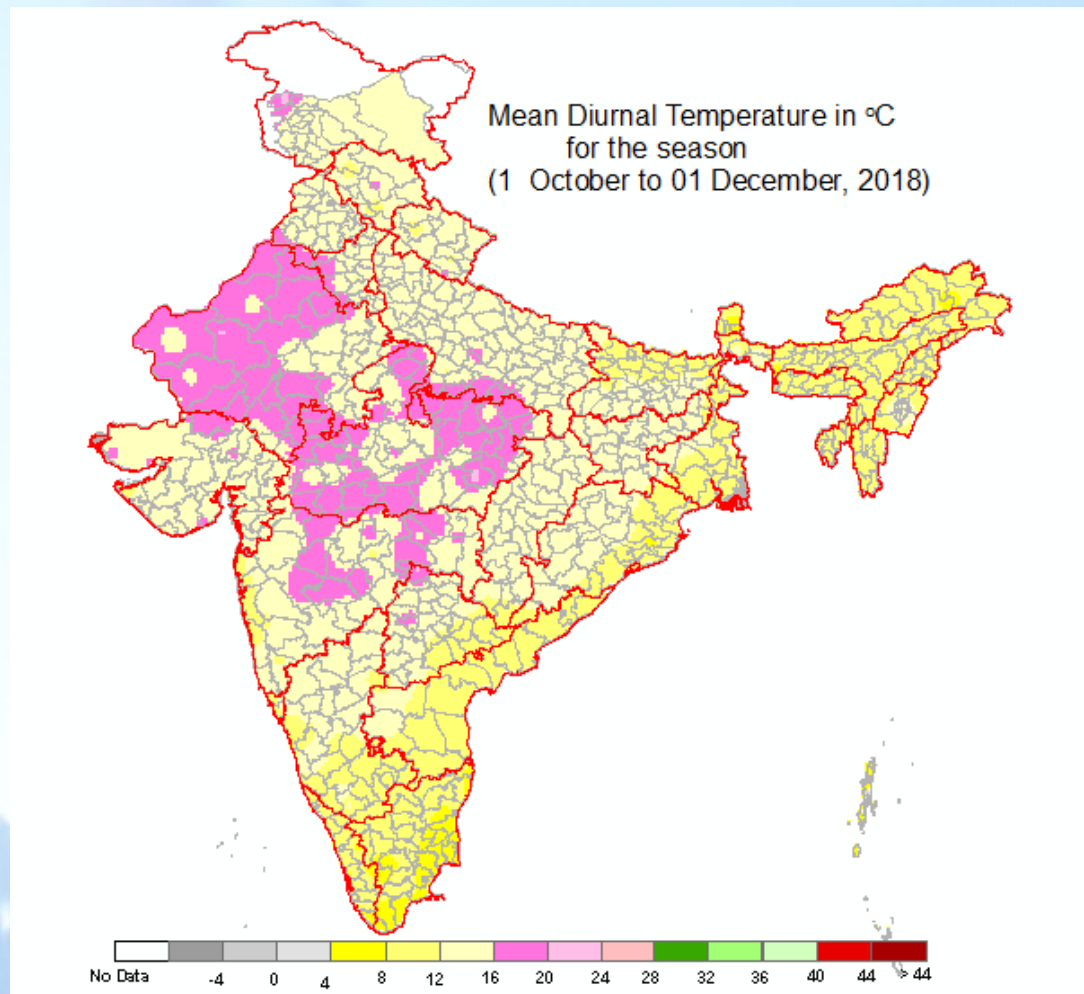 Mean Diurnal Temperature in ºC
for the season
(1 October to 01 December, 2018)
No Data -4 0 4 8 12 16 20 24 28 32 36 40 44 > 44